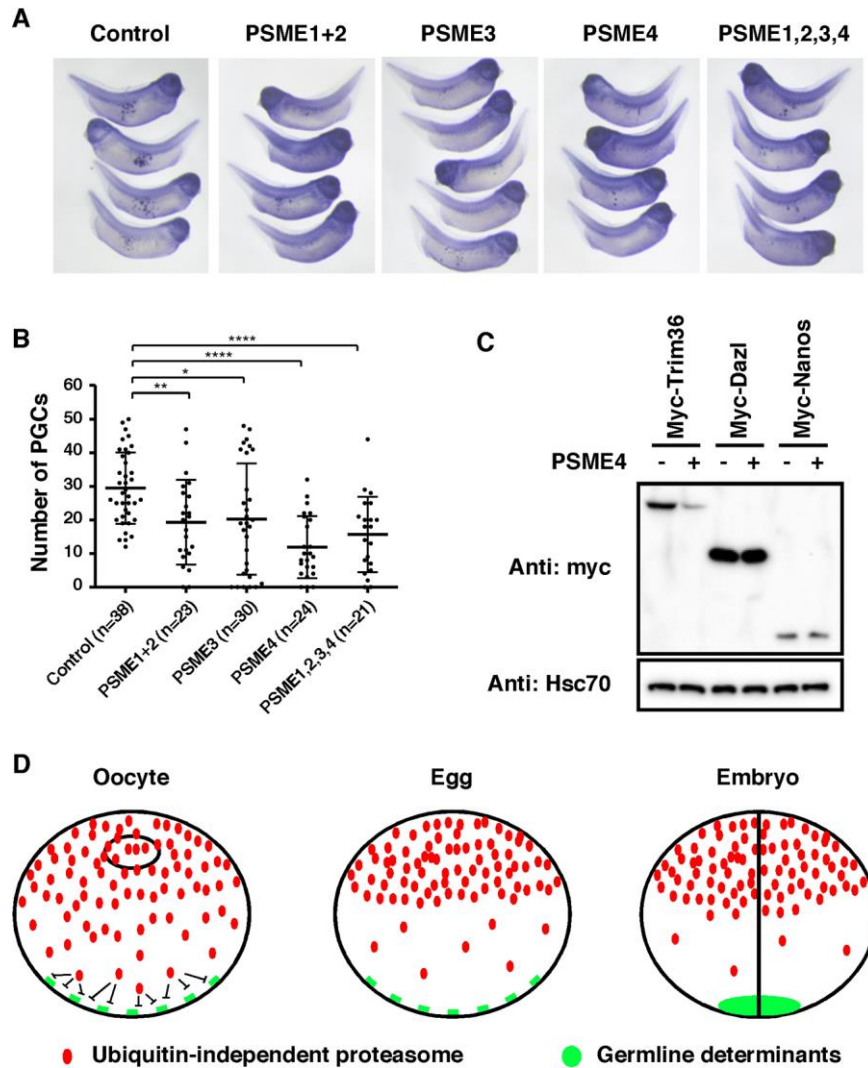 A
Control PSME1+2 PSME3 PSME4 PSME1,2,3,4
B
****
****
*
**
Number of PGCs
60
50
40
30
20
10
0
Control (n=38)
PSME1+2 (n=23)
PSME3 (n=30)
PSME4 (n=24)
PSME1,2,3,4 (n=21)
C
Myc-Trim36
Myc-Dazl
Myc-Nanos
PSME4 - + - + - +
Anti: myc
Anti: Hsc70
D
Oocyte Egg Embryo
Ubiquitin-independent proteasome Germline determinants